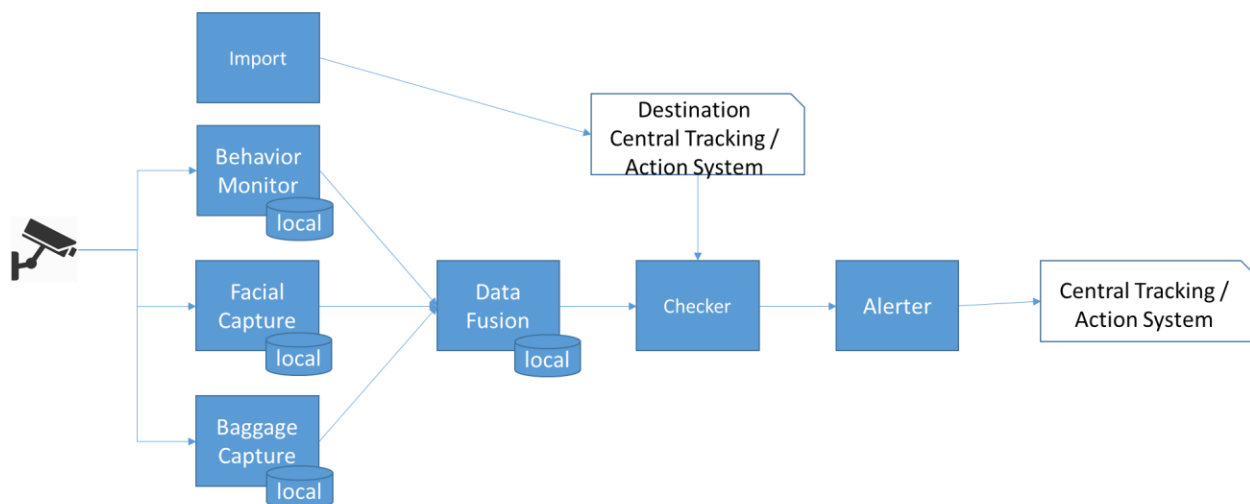 Import
Destination
Central Tracking /
Action System
Behavior
Monitor
local
Facial
Capture
local
Data
Fusion
local
Checker
Alerter
Central Tracking /
Action System
Baggage
Capture
local